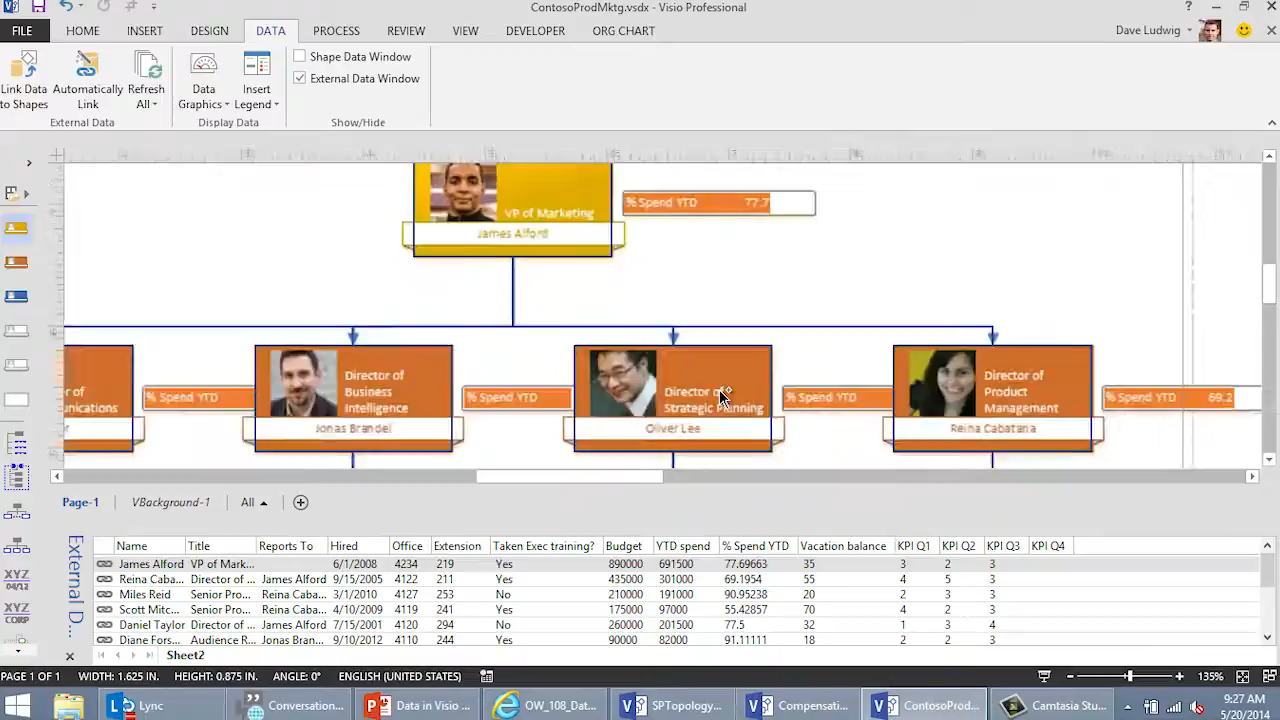 ContosoProdMktg.vsdx - Visio Professional
FILE HOME INSERT DESIGN DATA PROCESS REVIEW VIEW DEVELOPER ORG CHART Dave Ludwig
Link Data to Shapes
Automatically Link
Refresh All
Data Graphics
Insert Legend
Shape Data Window
External Data Window
External Data Display Data Show/Hide
VP of Marketing
James Alford
% Spend YTD 77.7
% Spend YTD
Director of
Business
Intelligence
Jonas Brandel
% Spend YTD
Director of
Strategic Planning
Oliver Lee
% Spend YTD
Director of
Product
Management
Reina Cabatana
% Spend YTD 69.2
Page-1 VBackground-1 All
External D...
Name Title Reports To Hired Office Extension Taken Exec training? Budget YTD spend % Spend YTD Vacation balance KPI Q1 KPI Q2 KPI Q3 KPI Q4
James Alford VP of Mark... 6/1/2008 4234 219 Yes 890000 691500 77.69663 35 3 2 3
Reina Caba... Director of ... James Alford 9/15/2005 4122 218 Yes 435000 301000 69.1954 55 4 5 3
Miles Reid Senior Pro... Reina Caba... 3/1/2010 4127 253 No 210000 191000 90.95238 20 2 3 3
Scott Mitc... Senior Pro... Reina Caba... 4/10/2009 4119 241 Yes 175000 97000 55.42857 70 4 2 3
Daniel Taylor Director of ... James Alford 7/15/2001 4120 294 No 260000 201500 77.5 32 1 3 4
Diane Fors... Audience R... Jonas Bran... 9/10/2012 4110 244 Yes 90000 82000 91.11111 18 2 2 3
Sheet2
XYZ
04/12
XYZ
CORP
PAGE 1 OF 1 WIDTH: 1.625 IN. HEIGHT: 0.875 IN. ANGLE: 0° ENGLISH (UNITED STATES) 135%
Lync Conversation... Data in Visio ... OW_108_Dat... SPTopology... Compensati... ContosoProd... Camtasia Stu...
9:27 AM
5/20/2014